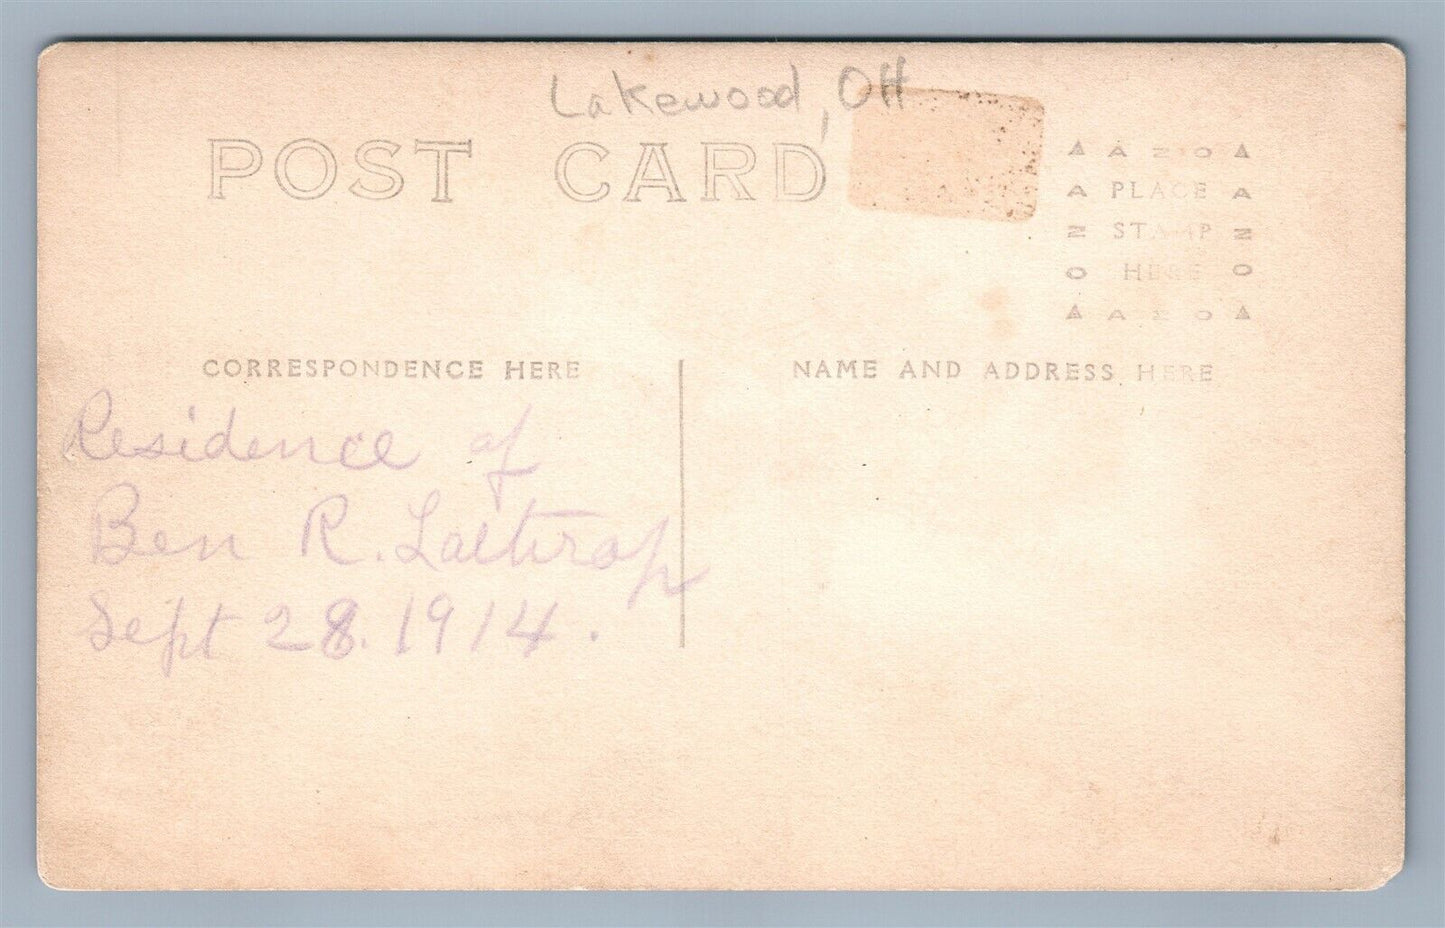 Lakewood, OH
POST CARD
▲ A Z O ▲
A PLACE A
Z STAMP Z
O HERE O
▲ A Z O ▲
CORRESPONDENCE HERE
NAME AND ADDRESS HERE
Residence of
Ben R. Lathrop
Sept 28. 1914.